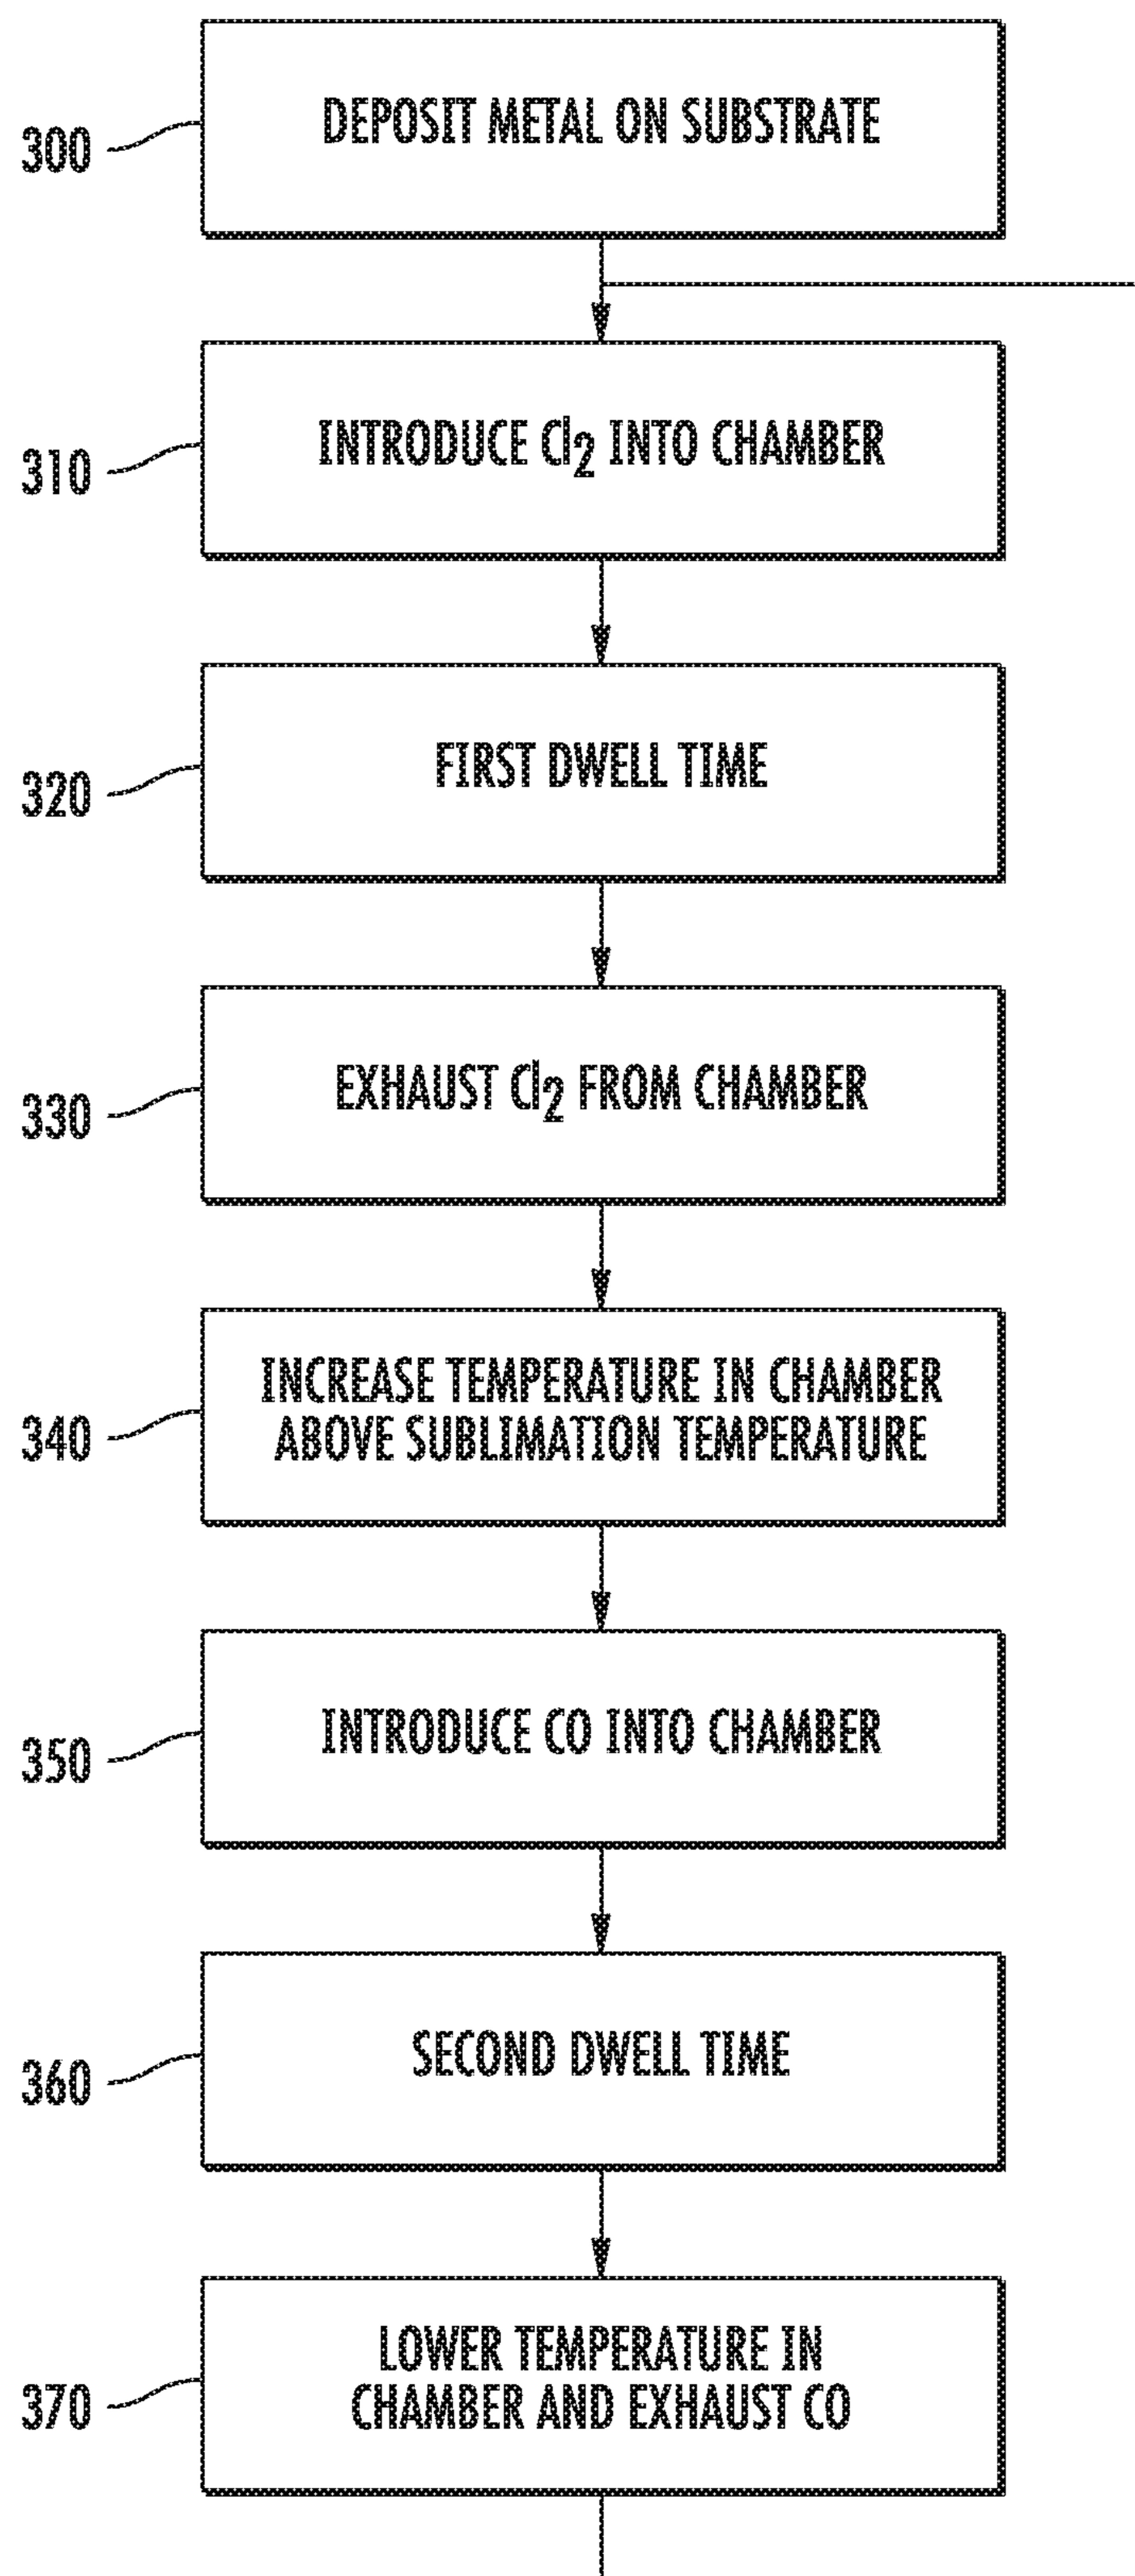 300
DEPOSIT METAL ON SUBSTRATE
310
INTRODUCE Cl2 INTO CHAMBER
320
FIRST DWELL TIME
330
EXHAUST Cl2 FROM CHAMBER
340
INCREASE TEMPERATURE IN CHAMBER
ABOVE SUBLIMATION TEMPERATURE
350
INTRODUCE CO INTO CHAMBER
360
SECOND DWELL TIME
370
LOWER TEMPERATURE IN
CHAMBER AND EXHAUST CO